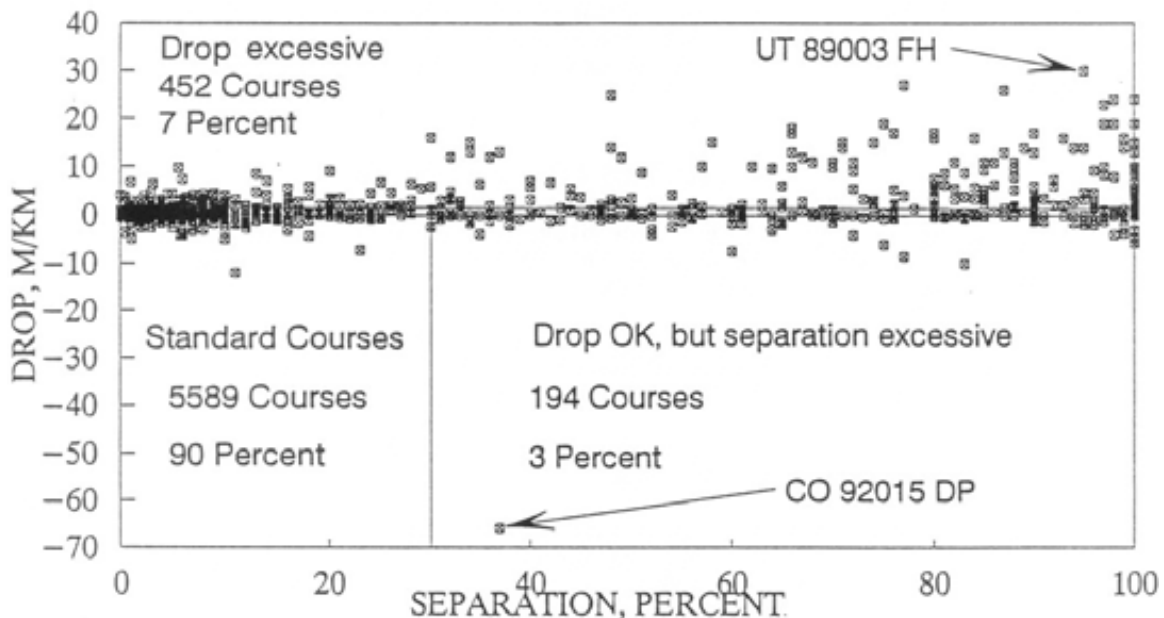 40
30
20
10
0
−10
−20
−30
−40
−50
−60
−70
DROP, M/KM
Drop excessive
452 Courses
7 Percent
UT 89003 FH
Standard Courses
5589 Courses
90 Percent
Drop OK, but separation excessive
194 Courses
3 Percent
CO 92015 DP
0 20 40 60 80 100
SEPARATION, PERCENT.